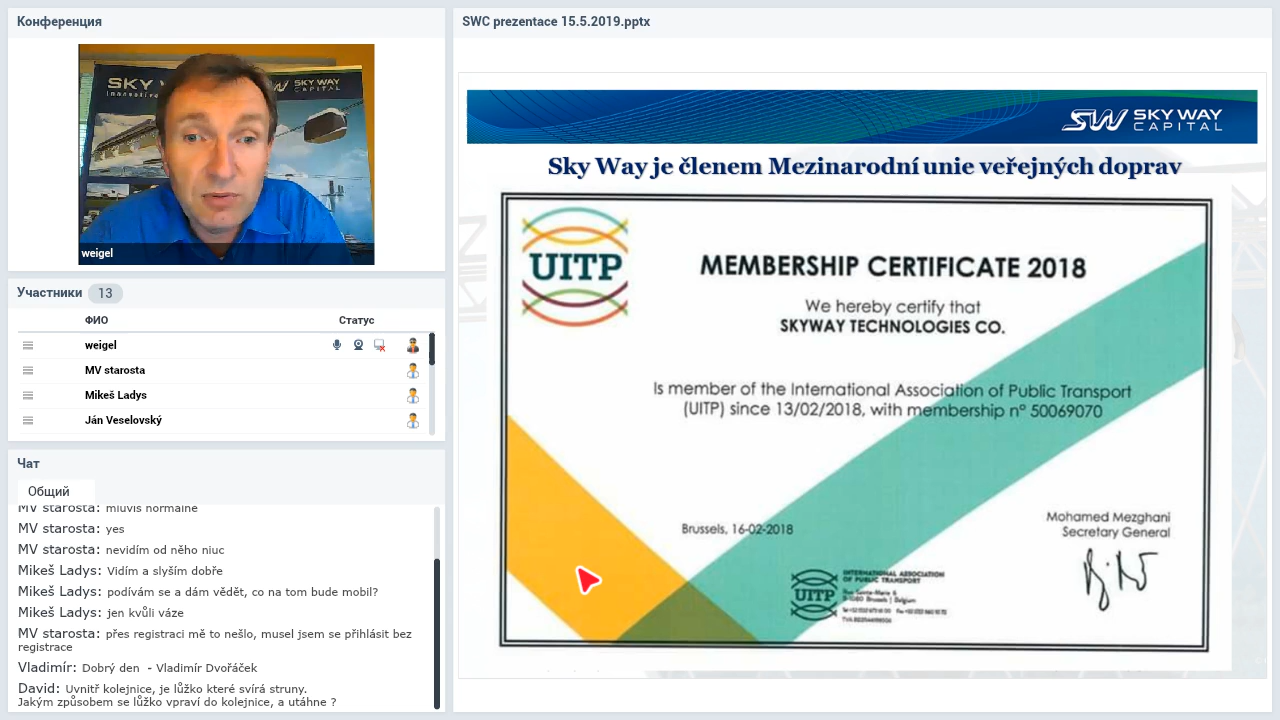 Конференция
SKY WAY
CAPITAL
weigel
Участники 13
ФИО Статус
weigel
MV starosta
Mikeš Ladys
Ján Veselovský
Чат
Общий
MV starosta: mluvíš normálně
MV starosta: yes
MV starosta: nevidím od něho niuc
Mikeš Ladys: Vidím a slyším dobře
Mikeš Ladys: podívám se a dám vědět, co na tom bude mobil?
Mikeš Ladys: jen kvůli váze.
MV starosta: přes registraci mě to nešlo, musel jsem se přihlásit bez
registrace
Vladimír: Dobrý den  - Vladimír Dvořáček
David: Uvnitř kolejnice, je lůžko které svírá struny.
Jakým způsobem se lůžko vpraví do kolejnice, a utáhne ?
SWC prezentace 15.5.2019.pptx
SW SKY WAY
CAPITAL
Sky Way je členem Mezinarodní unie veřejných doprav
UITP
MEMBERSHIP CERTIFICATE 2018
We hereby certify that
SKYWAY TECHNOLOGIES CO.
Is member of the International Association of Public Transport
(UITP) since 13/02/2018, with membership n° 50069070
Brussels, 16-02-2018
Mohamed Mezghani
Secretary General
INTERNATIONAL ASSOCIATION
OF PUBLIC TRANSPORT
UITP